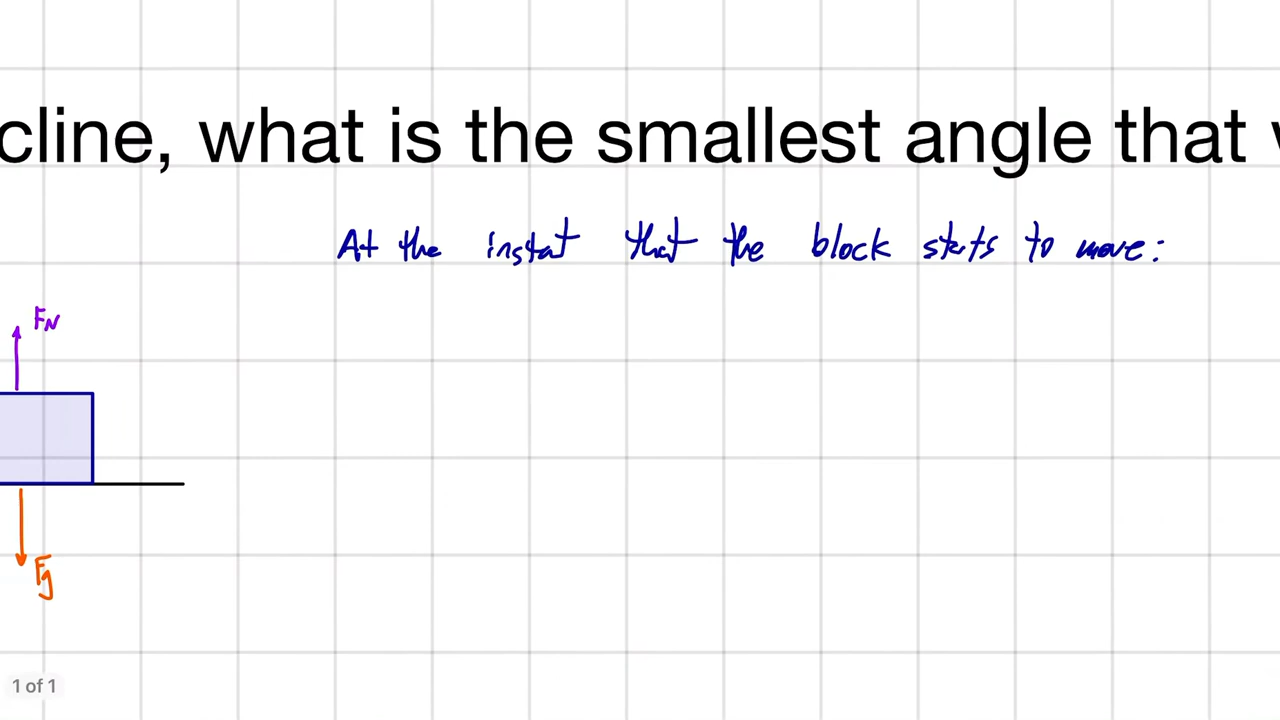 cline, what is the smallest angle that
At the instat that the block starts to move:
FN
Fg
1 of 1